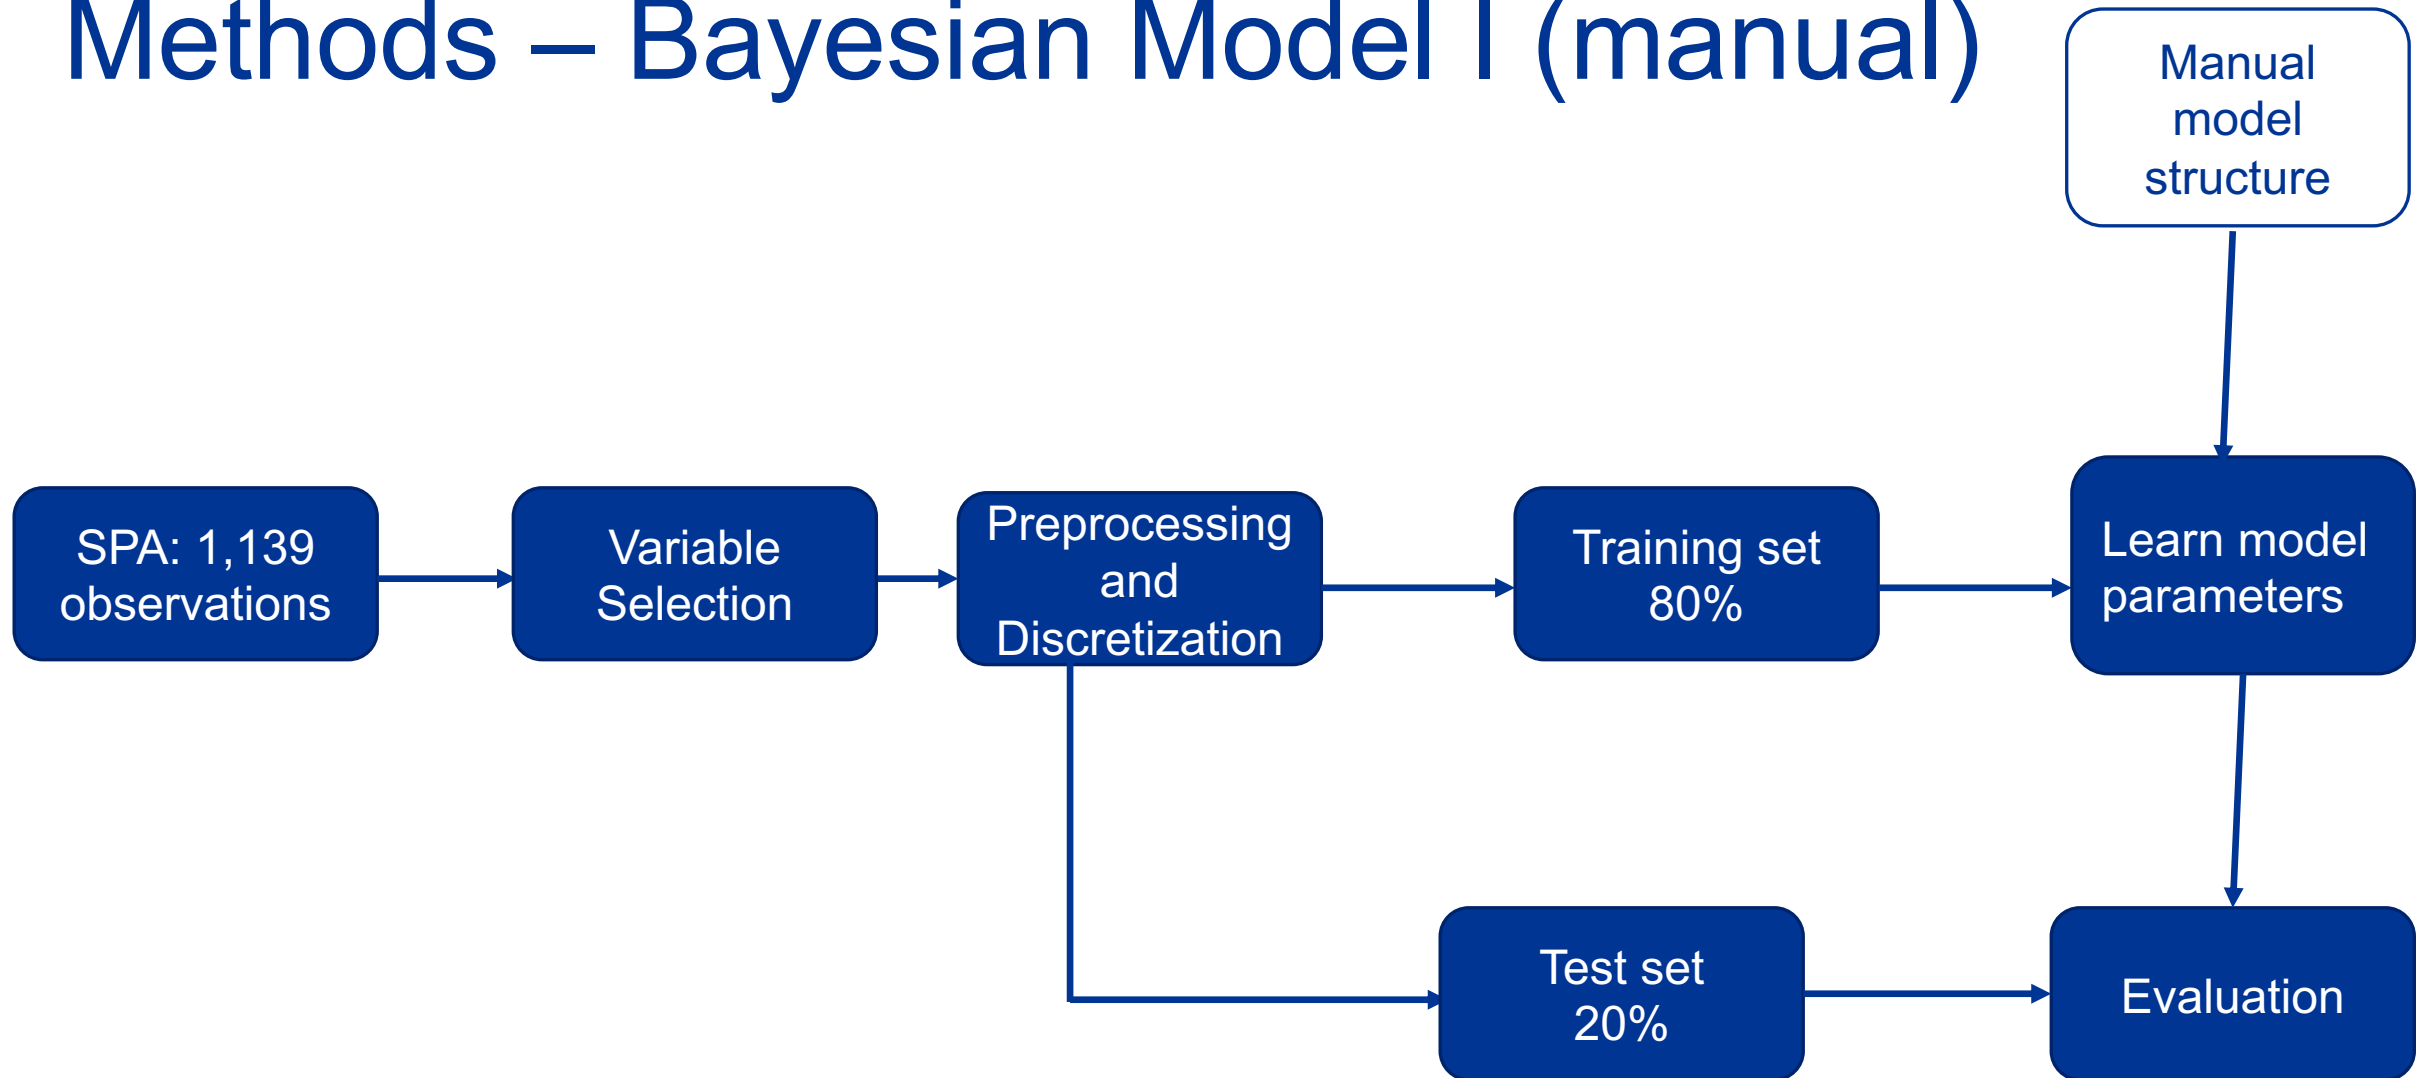 Methods – Bayesian Model I (manual)
Manual
model
structure
SPA: 1,139
observations
Variable
Selection
Preprocessing
and
Discretization
Training set
80%
Learn model
parameters
Test set
20%
Evaluation